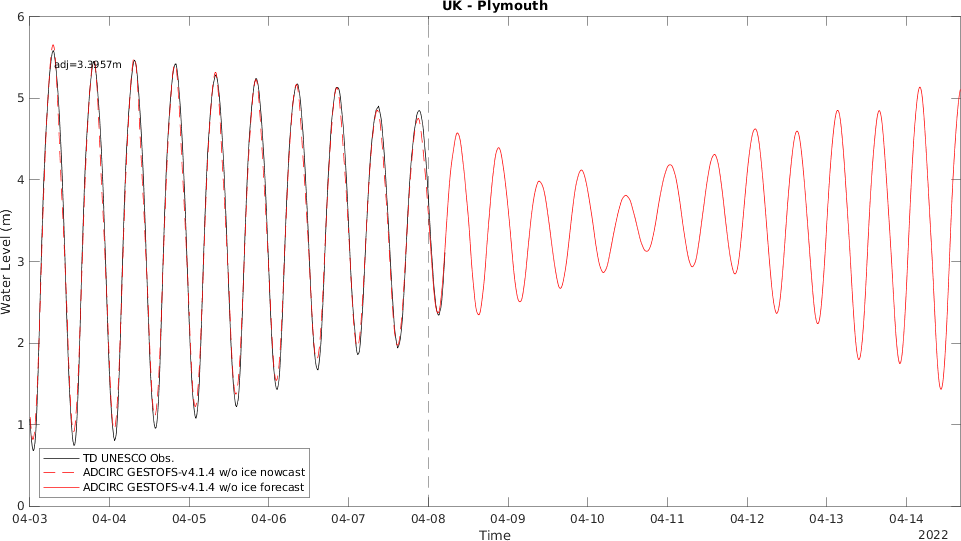 UK - Plymouth
adj=3.3957m
Water Level (m)
6
5
4
3
2
1
0
TD UNESCO Obs.
ADCIRC GESTOFS-v4.1.4 w/o ice nowcast
ADCIRC GESTOFS-v4.1.4 w/o ice forecast
04-03 04-04 04-05 04-06 04-07 04-08 04-09 04-10 04-11 04-12 04-13 04-14
Time
2022